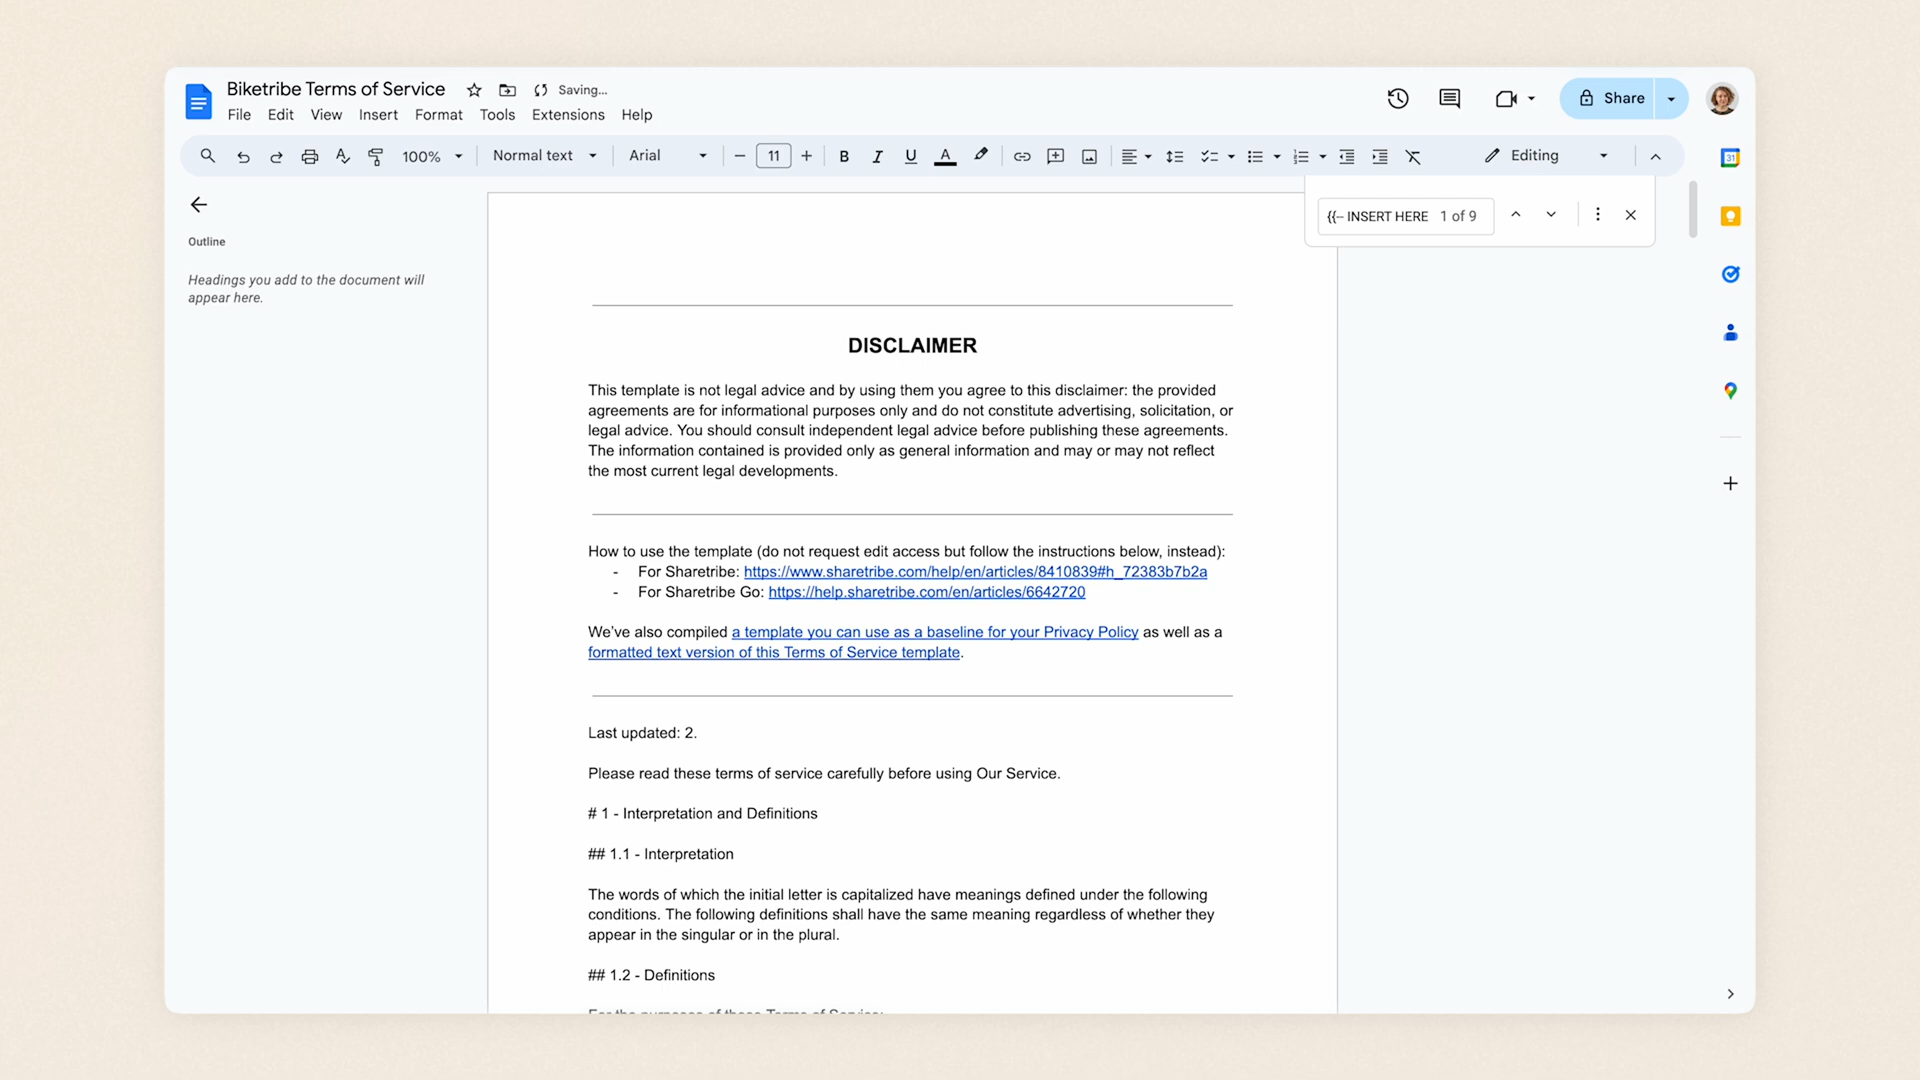 Biketribe Terms of Service
Saving...
File Edit View Insert Format Tools Extensions Help
Share
100% Normal text Arial 11 Editing
{{-- INSERT HERE 1 of 9
Outline
Headings you add to the document will
appear here.
DISCLAIMER
This template is not legal advice and by using them you agree to this disclaimer: the provided
agreements are for informational purposes only and do not constitute advertising, solicitation, or
legal advice. You should consult independent legal advice before publishing these agreements.
The information contained is provided only as general information and may or may not reflect
the most current legal developments.
How to use the template (do not request edit access but follow the instructions below, instead):
- For Sharetribe: https://www.sharetribe.com/help/en/articles/8410839#h_72383b7b2a
- For Sharetribe Go: https://help.sharetribe.com/en/articles/6642720
We've also compiled a template you can use as a baseline for your Privacy Policy as well as a
formatted text version of this Terms of Service template.
Last updated: 2.
Please read these terms of service carefully before using Our Service.
# 1 - Interpretation and Definitions
## 1.1 - Interpretation
The words of which the initial letter is capitalized have meanings defined under the following
conditions. The following definitions shall have the same meaning regardless of whether they
appear in the singular or in the plural.
## 1.2 - Definitions
For the purposes of these Terms of Service: